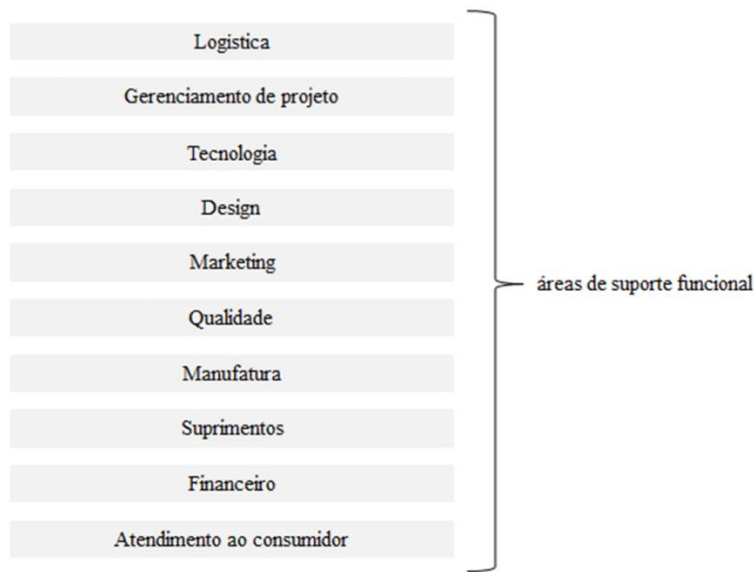 Logistica
Gerenciamento de projeto
Tecnologia
Design
Marketing
Qualidade
Manufatura
Suprimentos
Financeiro
Atendimento ao consumidor
áreas de suporte funcional